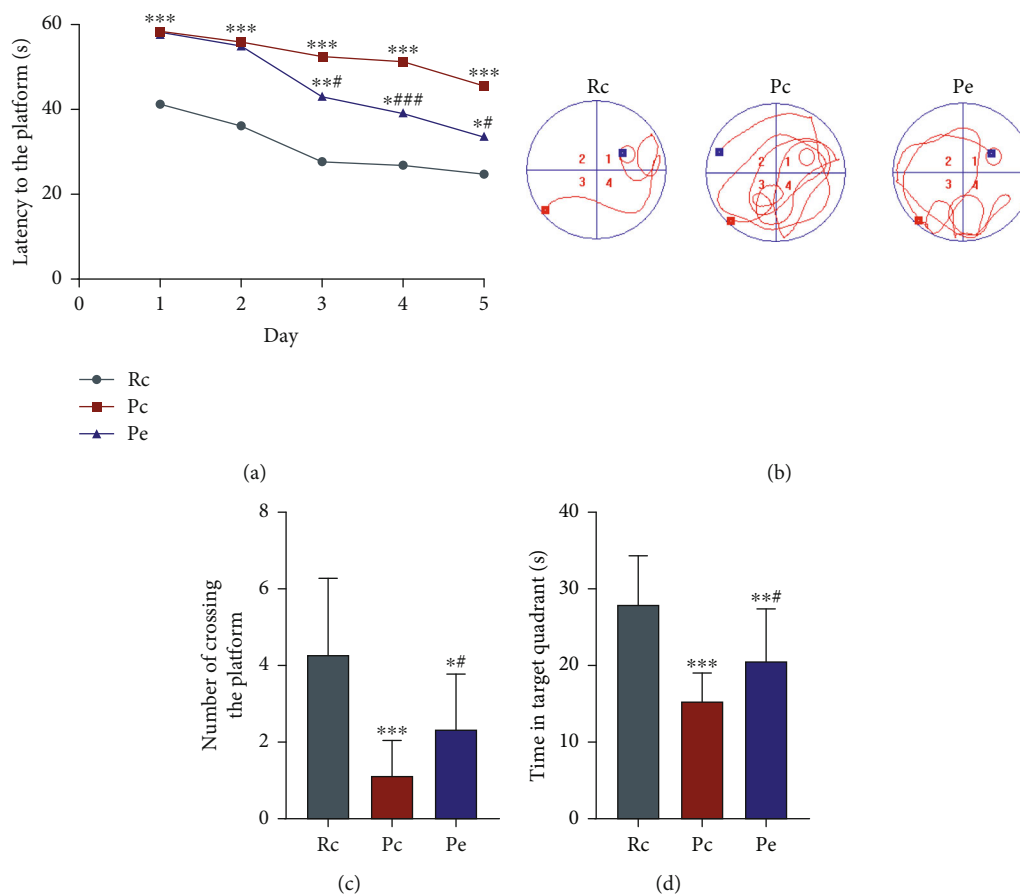 60
40
20
0
Latency to the platform (s)
***
***
***
***
***
**#
*###
*#
0
1
2
3
4
5
Day
Rc
Pc
Pe
(a)
Rc
2
1
3
4
Pc
2
1
3
4
Pe
2
1
3
4
(b)
8
6
4
2
0
Number of crossing
the platform
***
*#
Rc
Pc
Pe
(c)
40
30
20
10
0
Time in target quadrant (s)
***
**#
Rc
Pc
Pe
(d)